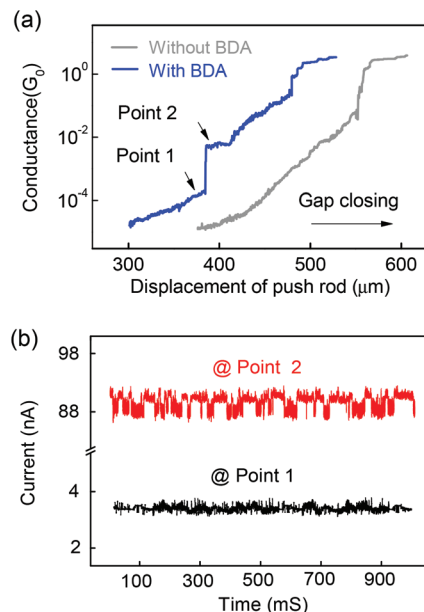 (a)
Without BDA
With BDA
Point 2
Point 1
Gap closing
Conductance(G₀)
10⁰
10⁻²
10⁻⁴
300 400 500 600
Displacement of push rod (μm)
(b)
98
@ Point 2
88
Current (nA)
@ Point 1
4
2
100 300 500 700 900
Time (mS)